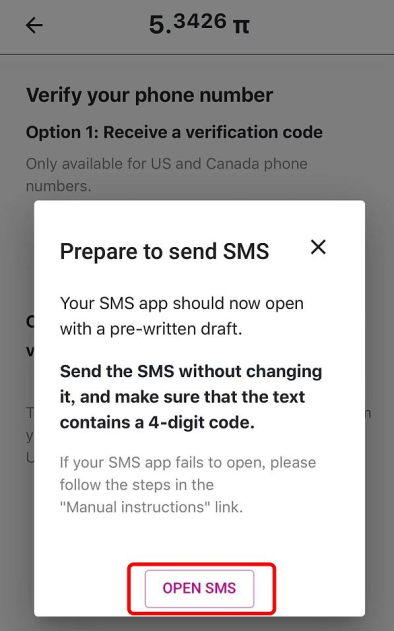 ← 5.3426 π
Verify your phone number
Option 1: Receive a verification code
Only available for US and Canada phone
numbers.
Prepare to send SMS
Your SMS app should now open
with a pre-written draft.
Send the SMS without changing
it, and make sure that the text
contains a 4-digit code.
If your SMS app fails to open, please
follow the steps in the
"Manual instructions" link.
OPEN SMS